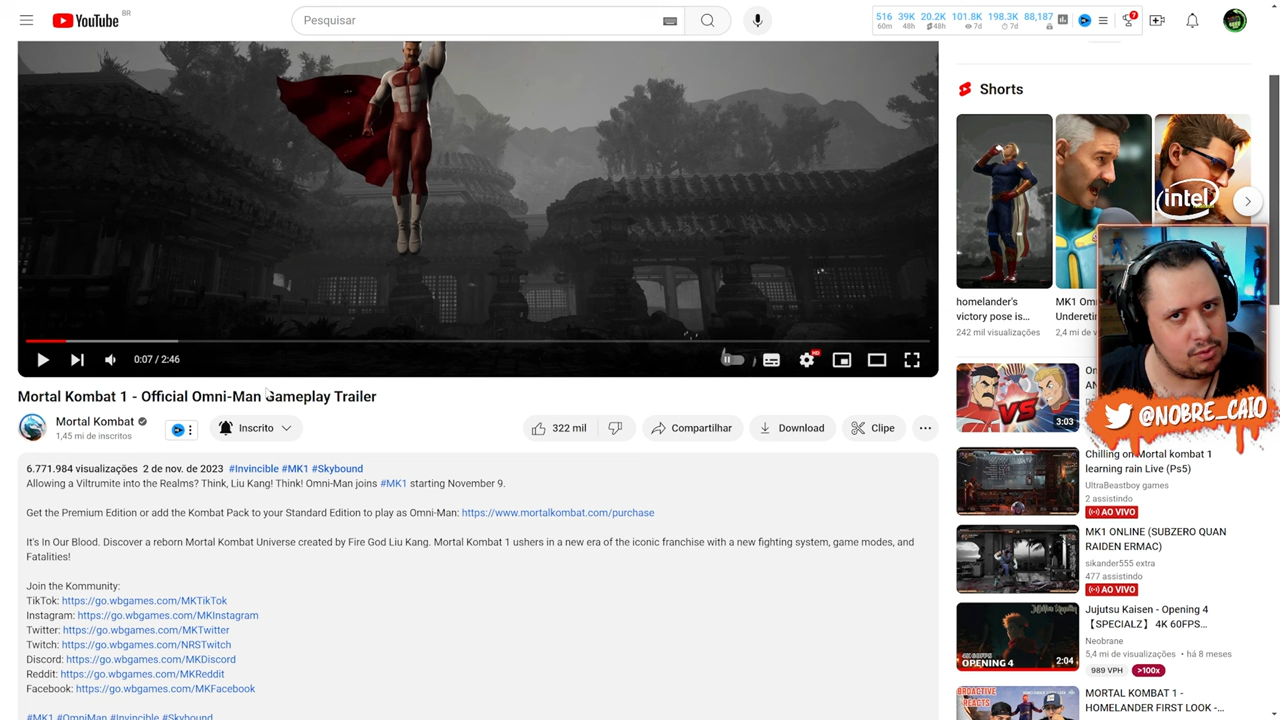 YouTube BR
Pesquisar
516 39K 20.2K 101.8K 198.3K 88,187
60m 48h 48h 7d 7d
7
0:07 / 2:46
HD
Mortal Kombat 1 - Official Omni-Man Gameplay Trailer
Mortal Kombat
1,45 mi de inscritos
Inscrito
322 mil
Compartilhar
Download
Clipe
6.771.984 visualizações 2 de nov. de 2023 #Invincible #MK1 #Skybound
Allowing a Viltrumite into the Realms? Think, Liu Kang! Think! Omni-Man joins #MK1 starting November 9.
Get the Premium Edition or add the Kombat Pack to your Standard Edition to play as Omni-Man: https://www.mortalkombat.com/purchase
It's In Our Blood. Discover a reborn Mortal Kombat Universe created by Fire God Liu Kang. Mortal Kombat 1 ushers in a new era of the iconic franchise with a new fighting system, game modes, and
Fatalities!
Join the Kommunity:
TikTok: https://go.wbgames.com/MKTikTok
Instagram: https://go.wbgames.com/MKInstagram
Twitter: https://go.wbgames.com/MKTwitter
Twitch: https://go.wbgames.com/NRSTwitch
Discord: https://go.wbgames.com/MKDiscord
Reddit: https://go.wbgames.com/MKReddit
Facebook: https://go.wbgames.com/MKFacebook
#MK1 #OmniMan #Invincible #Skybound
Shorts
intel
homelander's
victory pose is...
242 mil visualizações
MK1 Om
Undereti
2,4 mi de v
@NOBRE_CAIO
VS
3:03
On
AN
Chilling on Mortal kombat 1
learning rain Live (Ps5)
UltraBeastboy games
2 assistindo
AO VIVO
MK1 ONLINE (SUBZERO QUAN
RAIDEN ERMAC)
sikander555 extra
477 assistindo
AO VIVO
4K 60FPS
OPENING 4
2:04
Jujutsu Kaisen - Opening 4
【SPECIALZ】 4K 60FPS...
Neobrane
5,4 mi de visualizações • há 8 meses
989 VPH >100x
REACTS
MORTAL KOMBAT 1 -
HOMELANDER FIRST LOOK -...